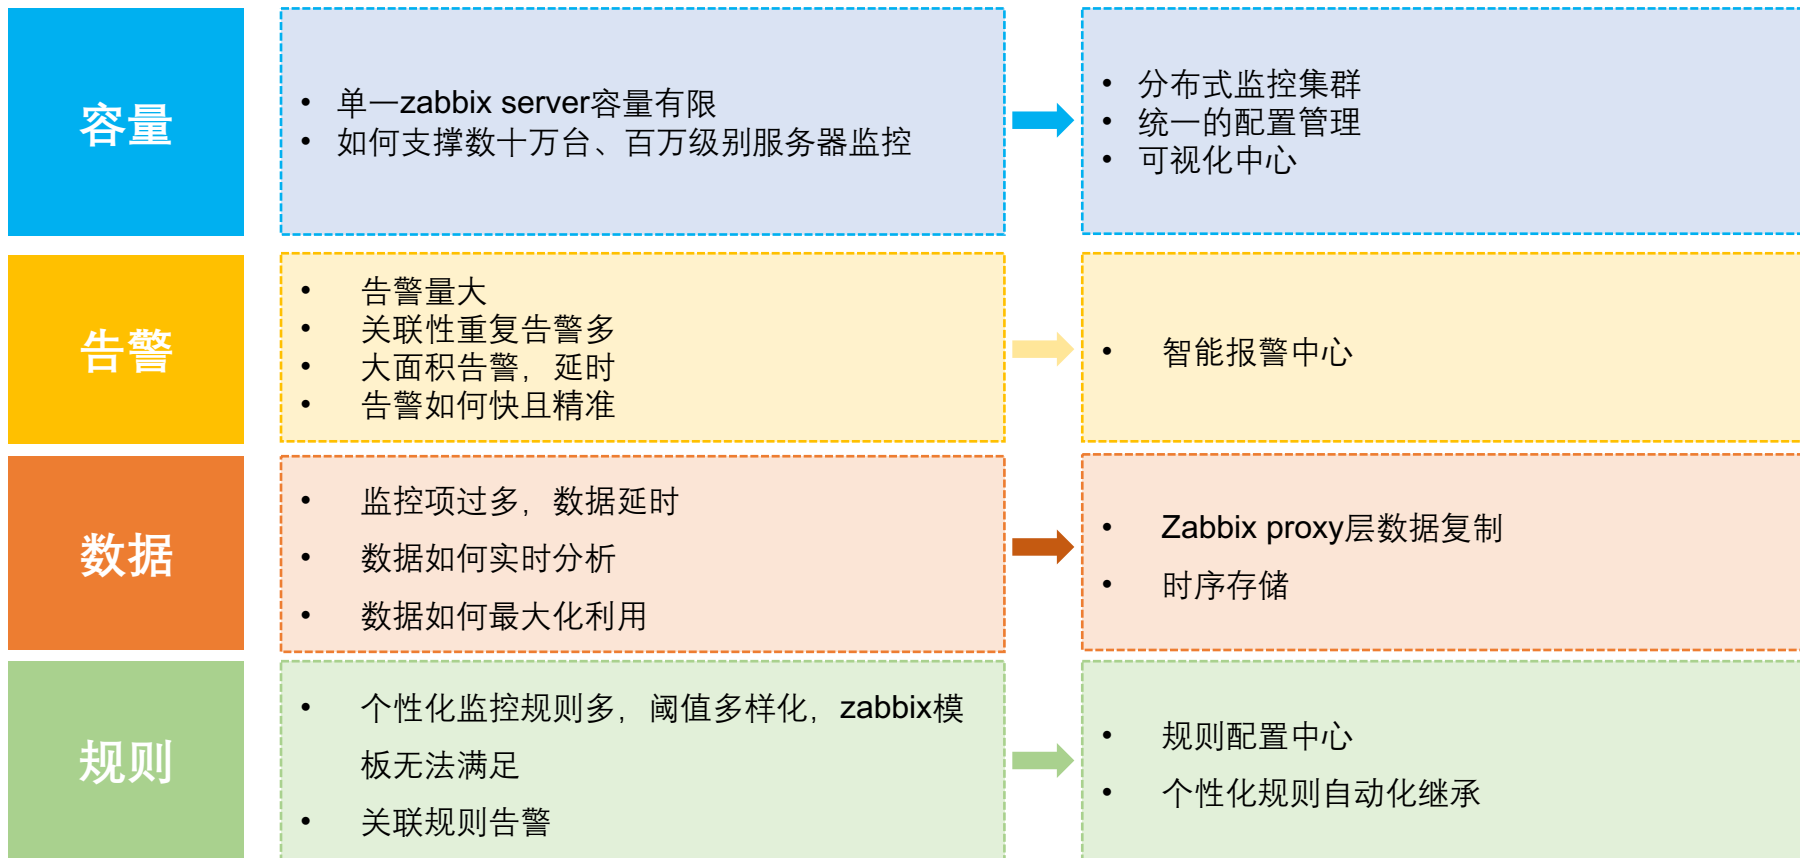 容量
• 单一zabbix server容量有限
• 如何支撑数十万台、百万级别服务器监控
• 分布式监控集群
• 统一的配置管理
• 可视化中心
告警
• 告警量大
• 关联性重复告警多
• 大面积告警，延时
• 告警如何快且精准
• 智能报警中心
数据
• 监控项过多，数据延时
• 数据如何实时分析
• 数据如何最大化利用
• Zabbix proxy层数据复制
• 时序存储
规则
• 个性化监控规则多，阈值多样化，zabbix模
板无法满足
• 关联规则告警
• 规则配置中心
• 个性化规则自动化继承